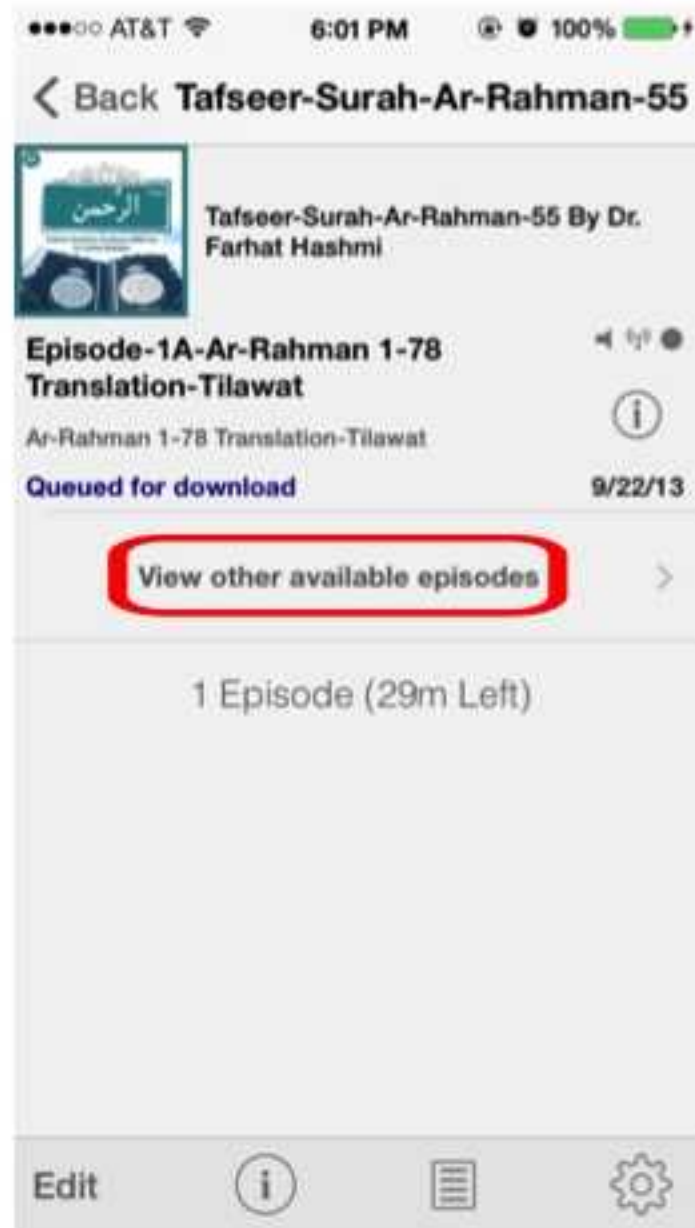 AT&T 6:01 PM 100%
Back Tafseer-Surah-Ar-Rahman-55
الرحمن
Tafseer-Surah-Ar-Rahman-55 By Dr.
Farhat Hashmi
Episode-1A-Ar-Rahman 1-78
Translation-Tilawat
Ar-Rahman 1-78 Translation-Tilawat
Queued for download 9/22/13
View other available episodes
1 Episode (29m Left)
Edit